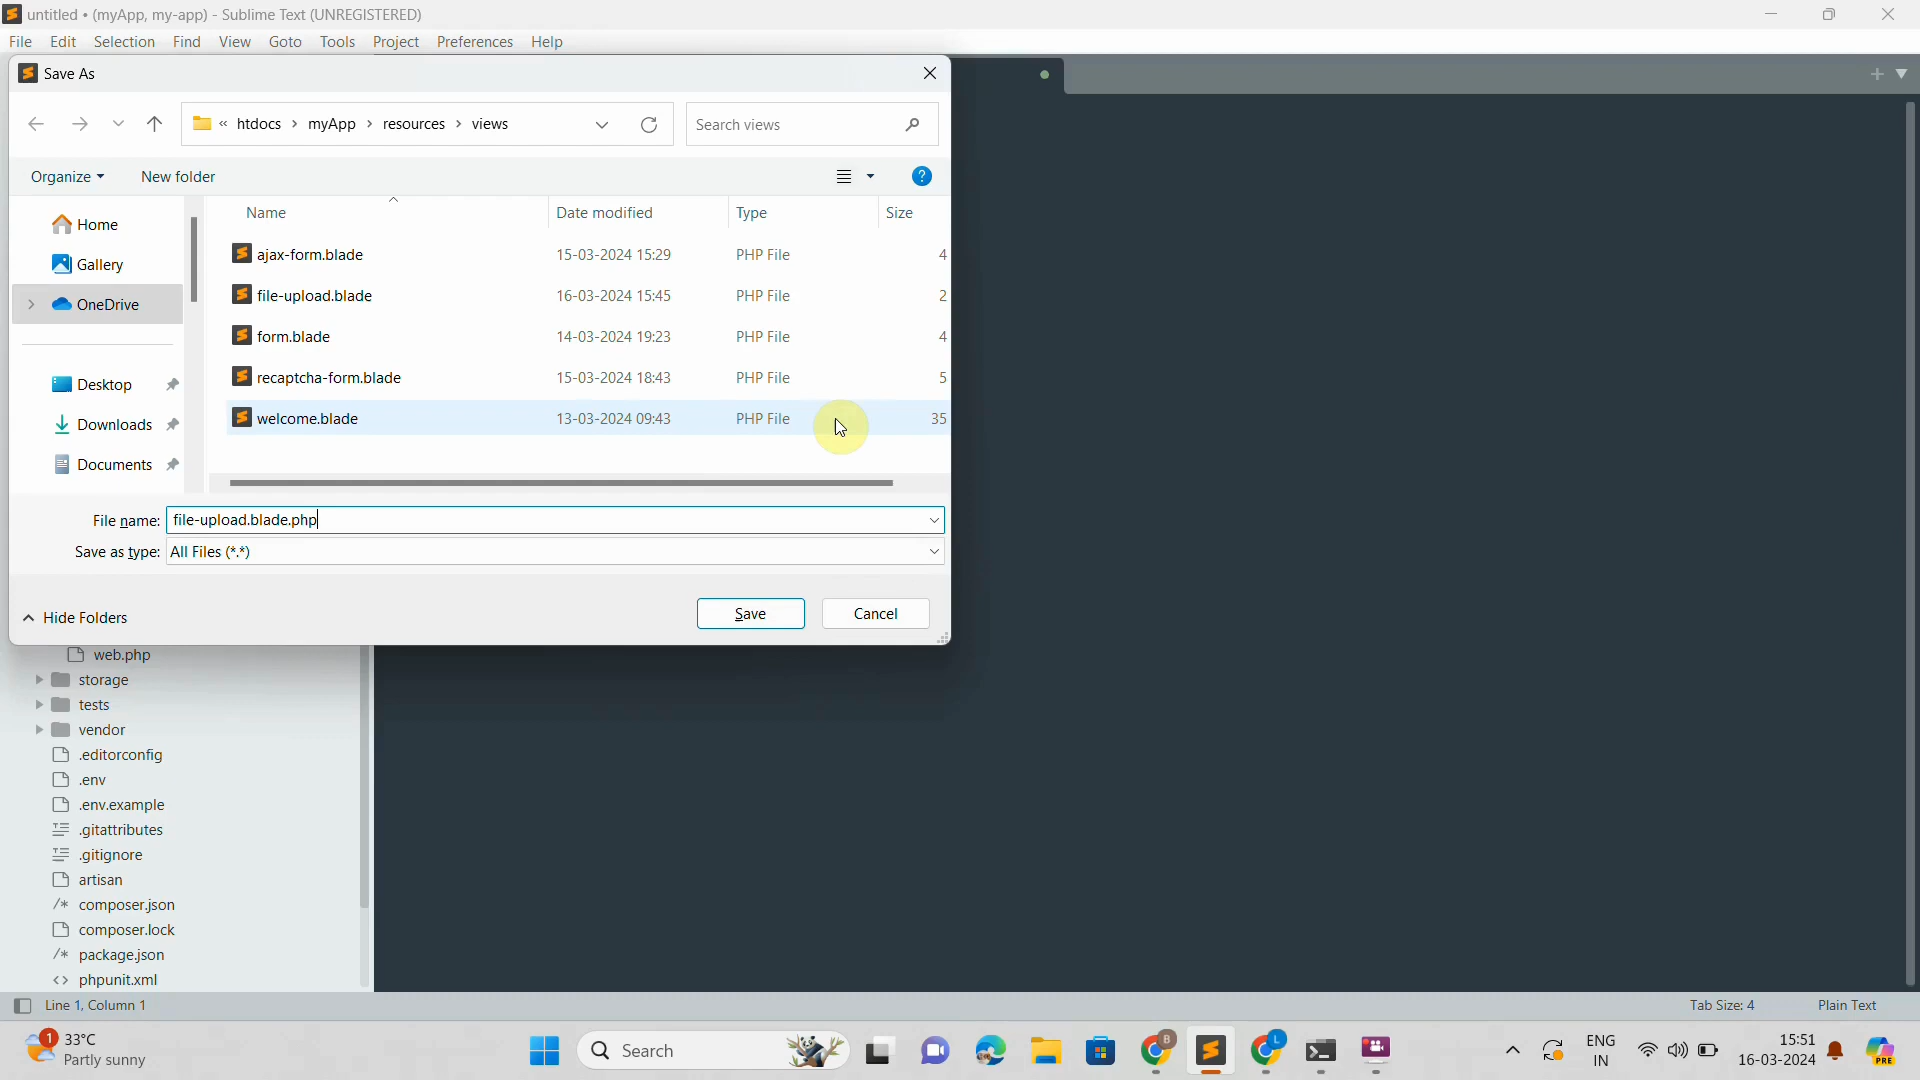 untitled • (myApp, my-app) - Sublime Text (UNREGISTERED)
File Edit Selection Find View Goto Tools Project Preferences Help
Save As
« htdocs › myApp › resources › views
Search views
Organize
New folder
Name Date modified Type Size
Home
Gallery
OneDrive
Desktop
Downloads
Documents
ajax-form.blade 15-03-2024 15:29 PHP File 4
file-upload.blade 16-03-2024 15:45 PHP File 2
form.blade 14-03-2024 19:23 PHP File 4
recaptcha-form.blade 15-03-2024 18:43 PHP File 5
welcome.blade 13-03-2024 09:43 PHP File 35
File name: file-upload.blade.php
Save as type: All Files (*.*)
Hide Folders
Save
Cancel
web.php
storage
tests
vendor
.editorconfig
.env
.env.example
.gitattributes
.gitignore
artisan
/* composer.json
composer.lock
/* package.json
<> phpunit.xml
Line 1, Column 1
Tab Size: 4
Plain Text
1
33°C
Partly sunny
Search
B
L
ENG
IN
15:51
16-03-2024
PRE